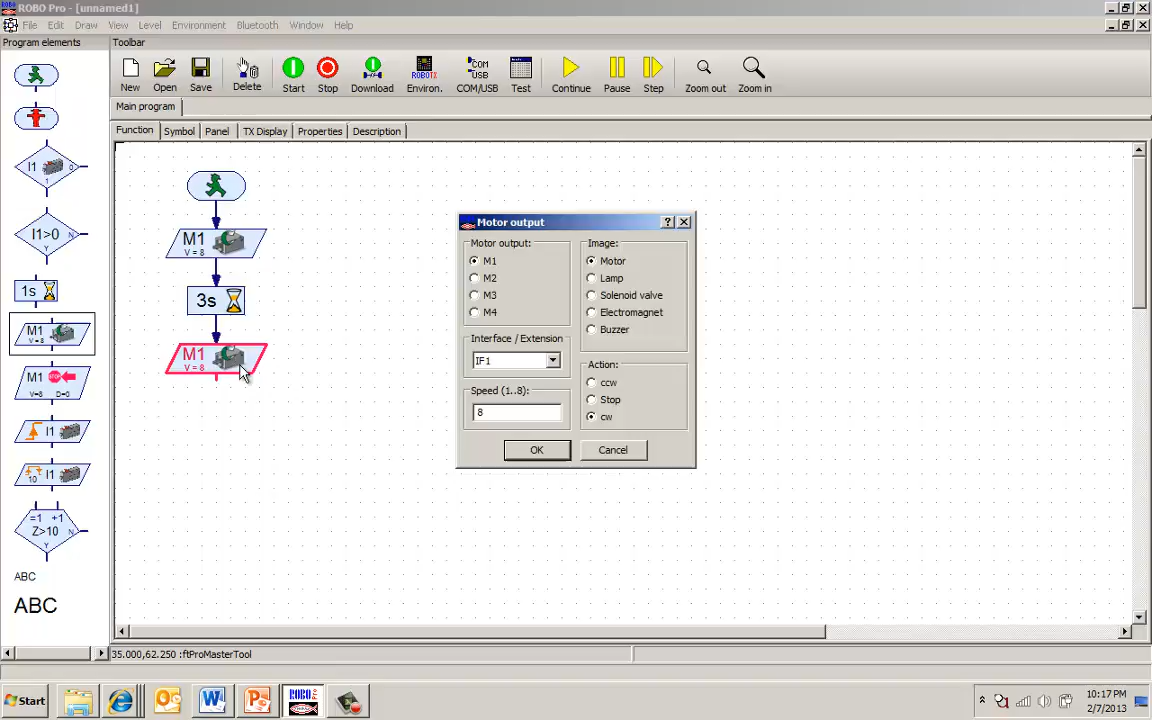 ROBO Pro - [unnamed1]
File Edit Draw View Level Environment Bluetooth Window Help
Program elements
Toolbar
New Open Save Delete Start Stop Download Environ. COM/USB Test Continue Pause Step Zoom out Zoom in
COM
USB
Main program
Function Symbol Panel TX Display Properties Description
I1
0
1
I1>0
N
Y
1s
M1
V = 8
M1
STOP
V=8 D=0
I1
10
I1
=1 +1
Z>10
N
Y
ABC
ABC
M1
V = 8
3s
M1
V = 8
Motor output
Motor output:
M1
M2
M3
M4
Interface / Extension
IF1
Speed (1..8):
8
Image:
Motor
Lamp
Solenoid valve
Electromagnet
Buzzer
Action:
ccw
Stop
cw
OK
Cancel
35.000,62.250 :ftProMasterTool
Start
10:17 PM
2/7/2013